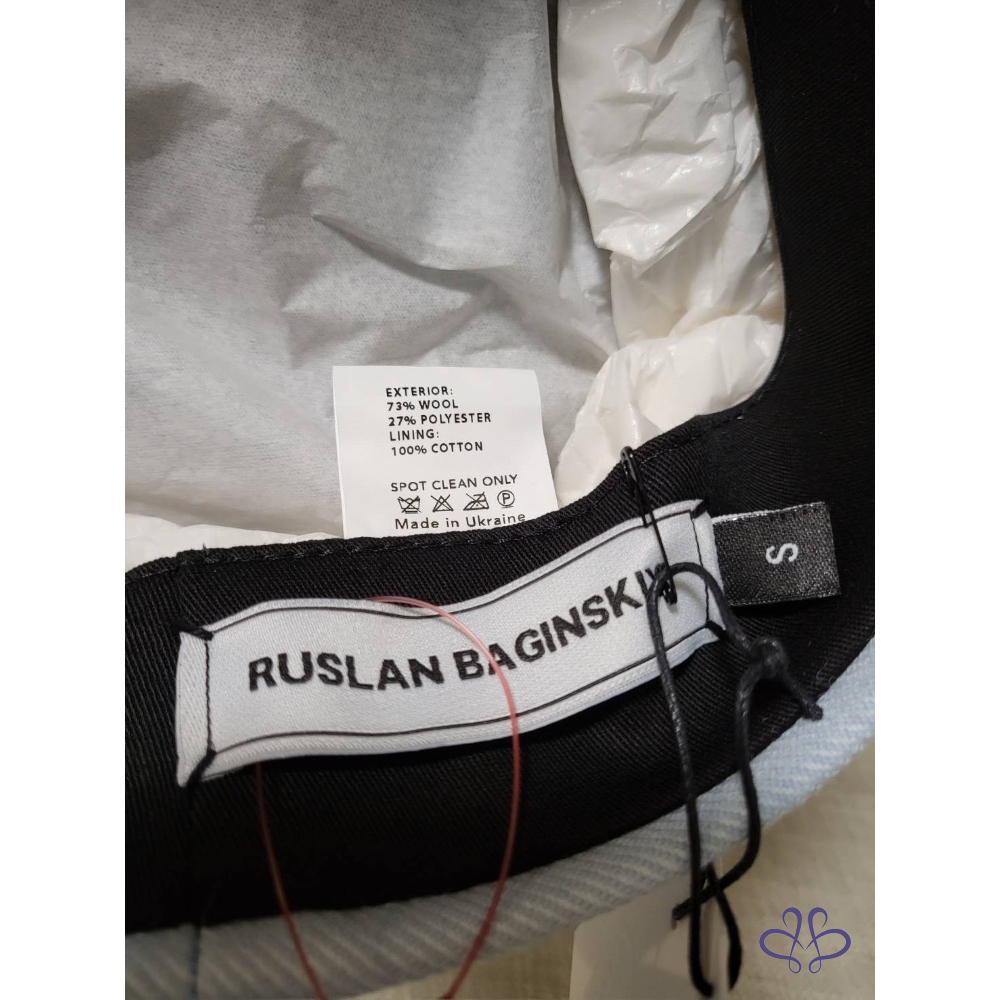 EXTERIOR:
73% WOOL
27% POLYESTER
LINING:
100% COTTON
SPOT CLEAN ONLY
P
Made in Ukraine
S
RUSLAN BAGINSKIY